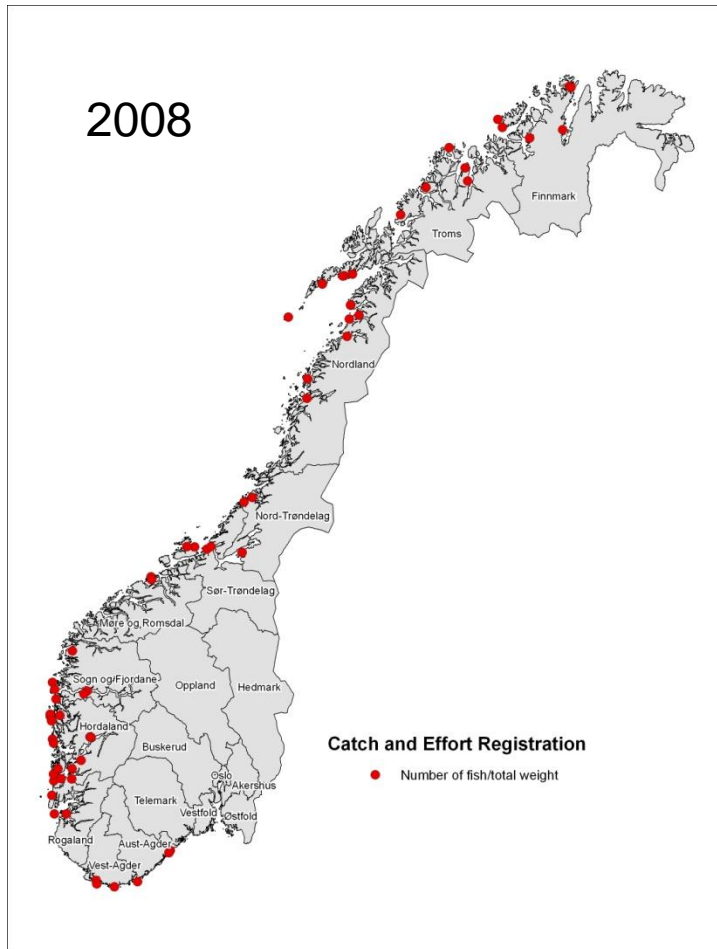 2008
Finnmark
Troms
Nordland
Nord-Trøndelag
Sør-Trøndelag
Møre og Romsdal
Sogn og Fjordane
Oppland
Hedmark
Hordaland
Buskerud
Catch and Effort Registration
Number of fish/total weight
Oslo
Akershus
Telemark
Vestfold
Østfold
Rogaland
Aust-Agder
Vest-Agder